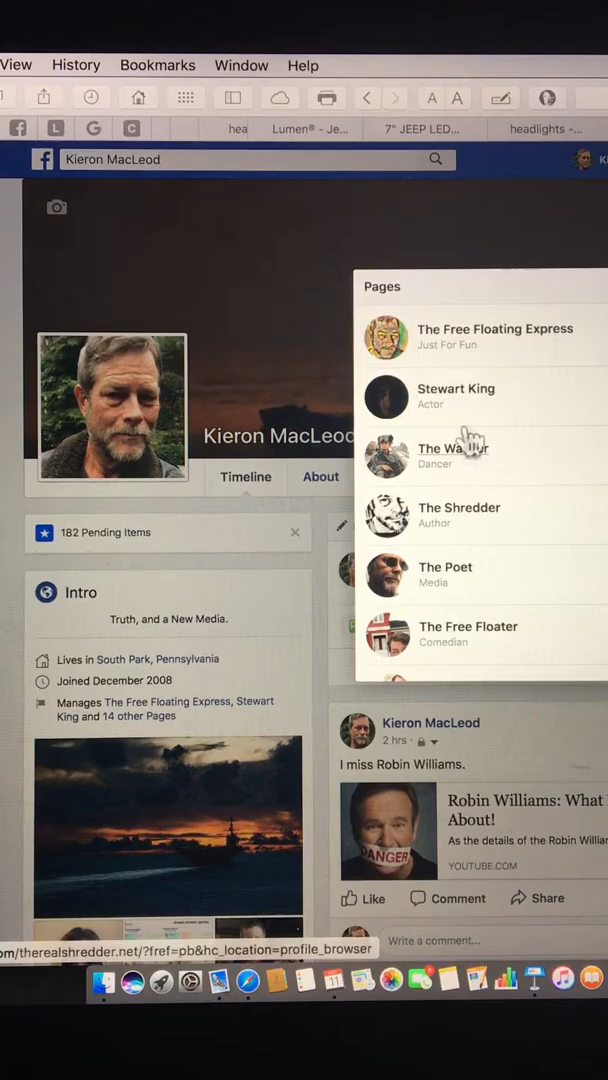 View History Bookmarks Window Help
A A
f L G C hea Lumen® - Je... 7" JEEP LED... headlights -...
f Kieron MacLeod
Pages
The Free Floating Express
Just For Fun
Stewart King
Actor
The
Dancer
The Shredder
Author
The Poet
Media
The Free Floater
Comedian
Kieron MacLeod
Timeline About
182 Pending Items
Intro
Truth, and a New Media.
Lives in South Park, Pennsylvania
Joined December 2008
Manages The Free Floating Express, Stewart
King and 14 other Pages
Kieron MacLeod
2 hrs ·
I miss Robin Williams.
DANGER
Robin Williams: What
About!
As the details of the Robin Williar
YOUTUBE.COM
Like Comment Share
Write a comment...
om/therealshredder.net/?fref=pb&hc_location=profile_browser
11